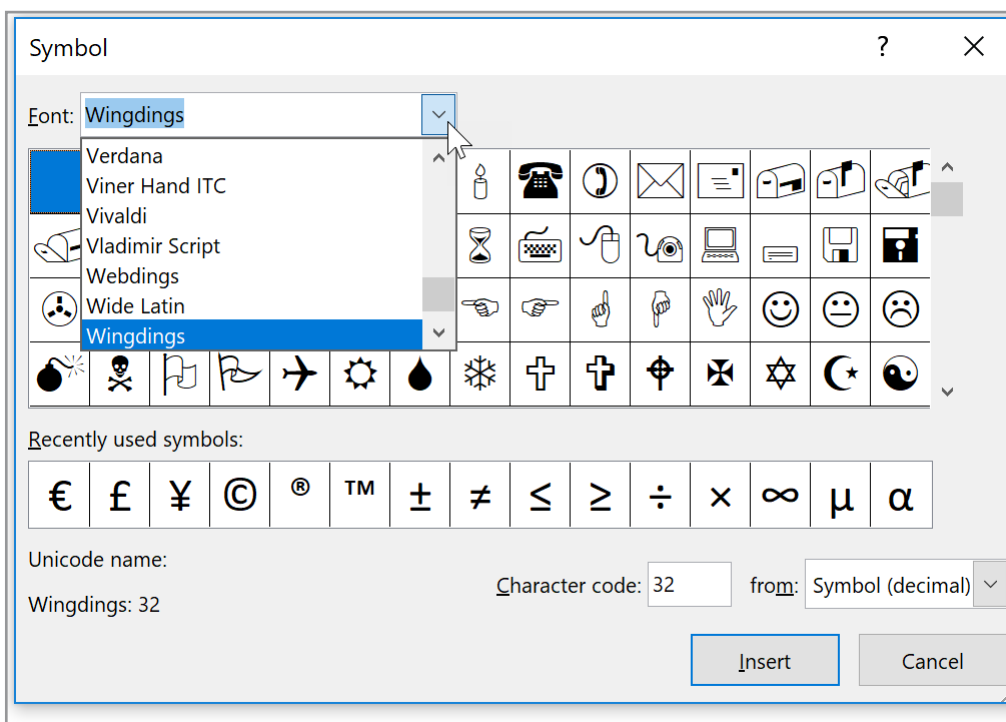 Symbol ?
Font: Wingdings
Verdana
Viner Hand ITC
Vivaldi
Vladimir Script
Webdings
Wide Latin
Wingdings
Recently used symbols:
€ £ ¥ © ® ™ ± ≠ ≤ ≥ ÷ × ∞ µ α
Unicode name:
Wingdings: 32
Character code: 32 from: Symbol (decimal)
Insert Cancel